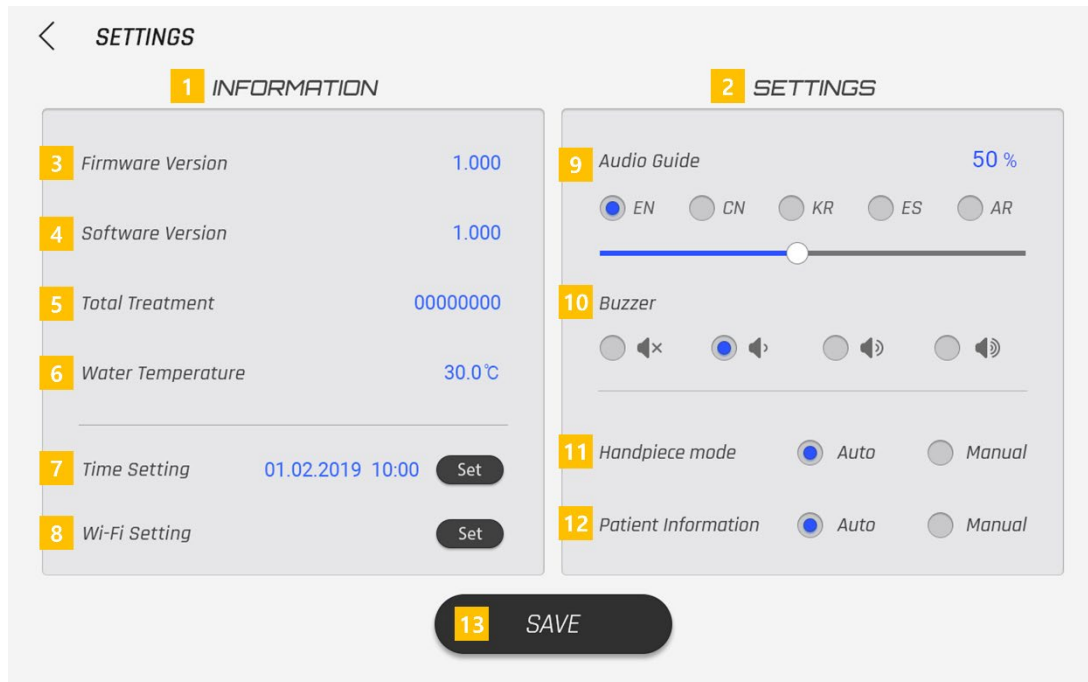 SETTINGS
1 INFORMATION
3 Firmware Version 1.000
4 Software Version 1.000
5 Total Treatment 00000000
6 Water Temperature 30.0℃
7 Time Setting 01.02.2019 10:00 Set
8 Wi-Fi Setting Set
2 SETTINGS
9 Audio Guide 50 %
EN CN KR ES AR
10 Buzzer
11 Handpiece mode Auto Manual
12 Patient Information Auto Manual
13 SAVE